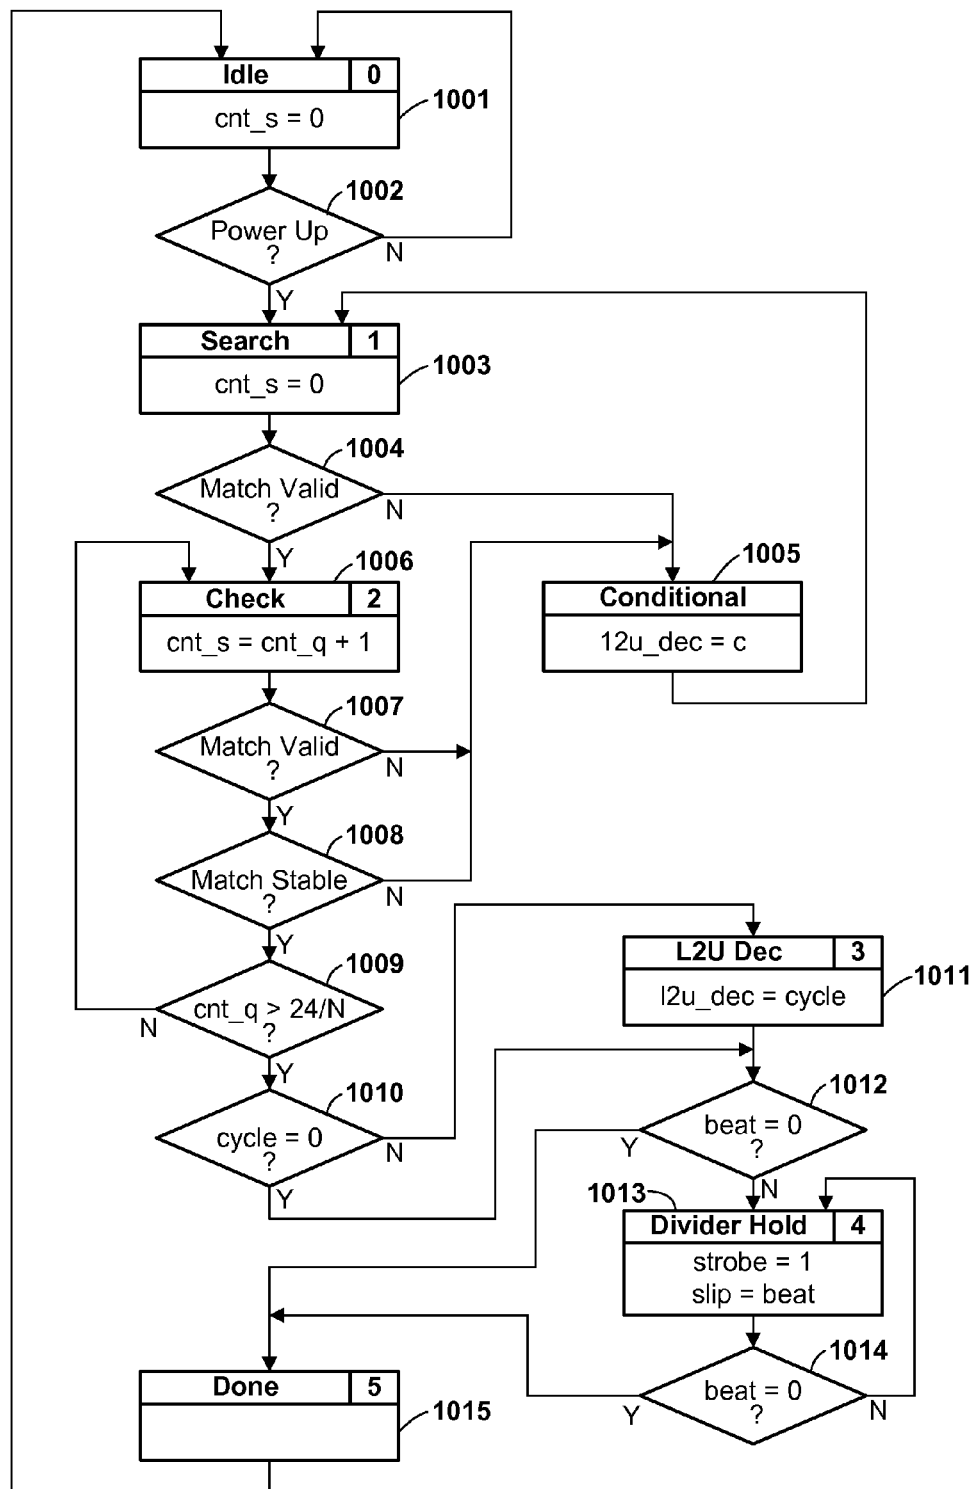 Idle 0
1001
cnt_s = 0
1002
Power Up
?
N
Y
Search 1
1003
cnt_s = 0
1004
Match Valid
?
N
Y
1006
Check 2
cnt_s = cnt_q + 1
1005
Conditional
12u_dec = c
1007
Match Valid
?
N
Y
1008
Match Stable
?
N
Y
1009
cnt_q > 24/N
?
N
Y
1010
cycle = 0
?
N
Y
L2U Dec 3
1011
l2u_dec = cycle
1012
beat = 0
?
Y
N
1013
Divider Hold 4
strobe = 1
slip = beat
1014
beat = 0
?
Y
N
Done 5
1015